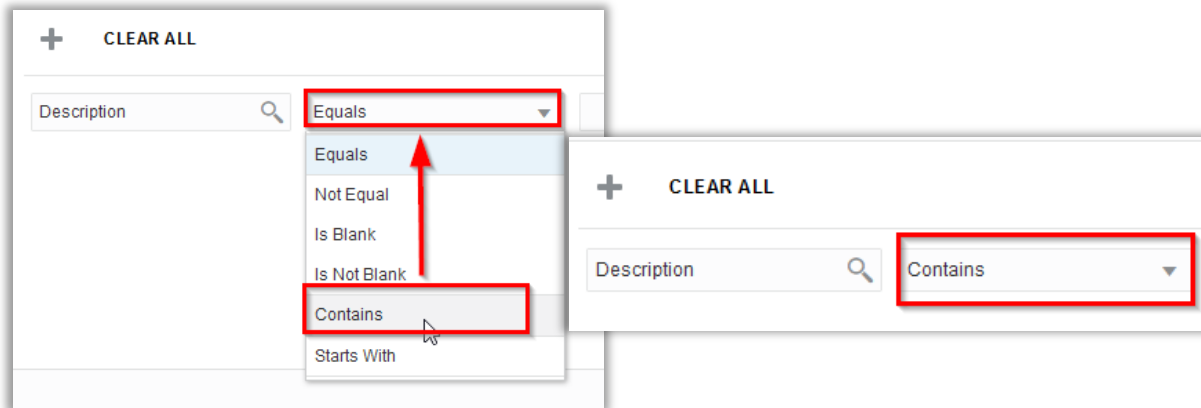 CLEAR ALL
Description
Equals
Equals
Not Equal
Is Blank
Is Not Blank
Contains
Starts With
CLEAR ALL
Description
Contains